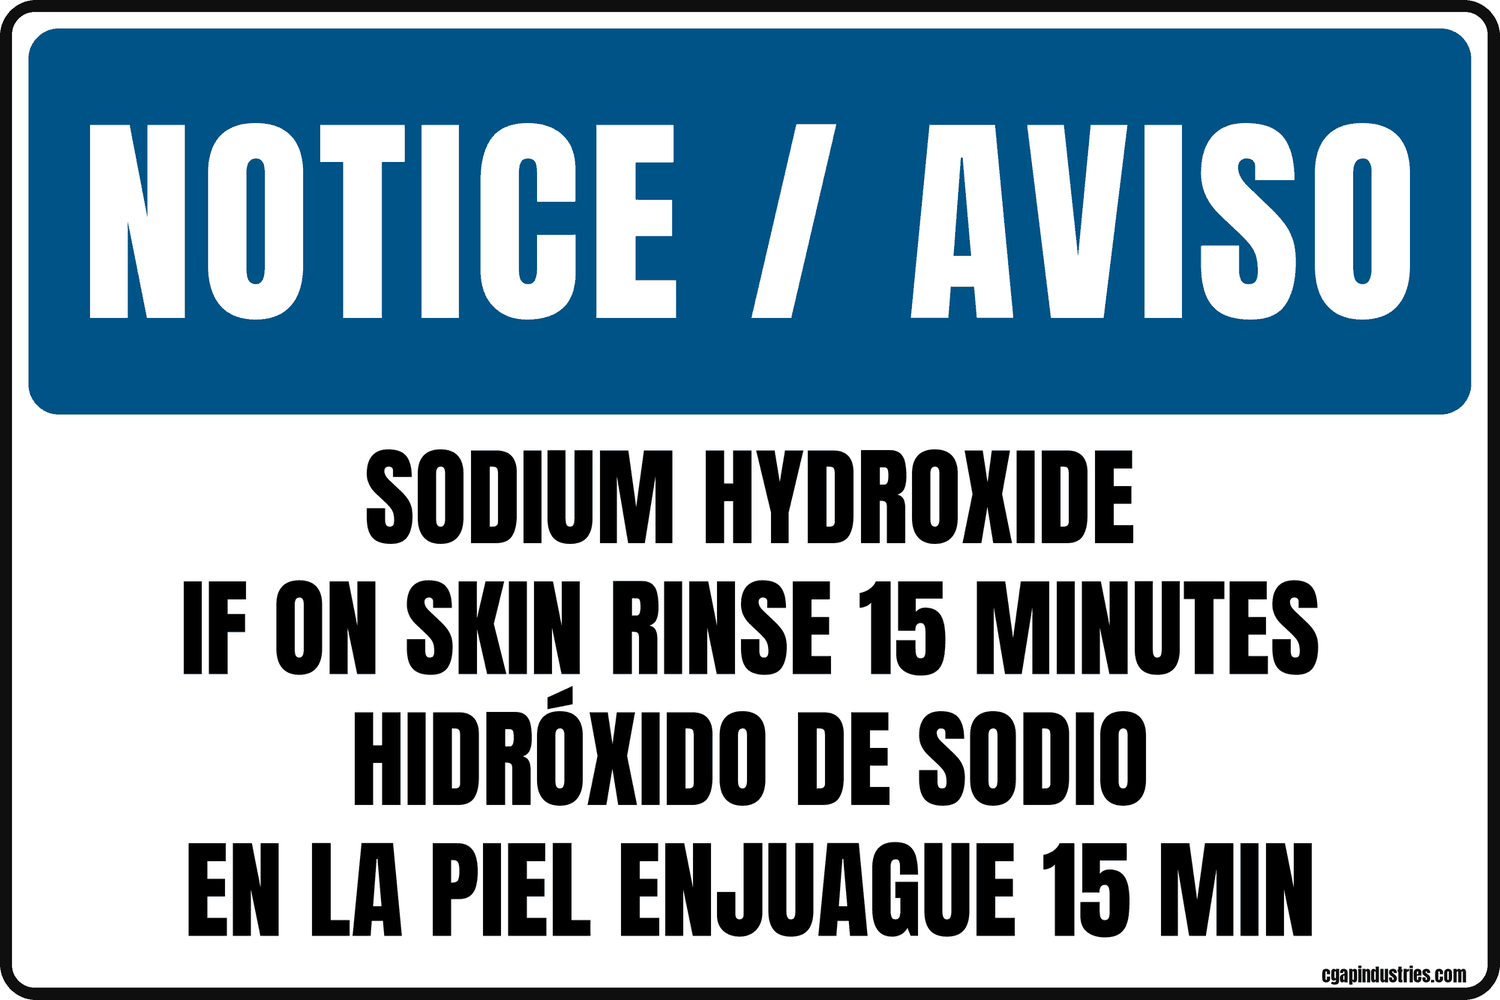 NOTICE / AVISO
SODIUM HYDROXIDE
IF ON SKIN RINSE 15 MINUTES
HIDRÓXIDO DE SODIO
EN LA PIEL ENJUAGUE 15 MIN
cgapindustries.com